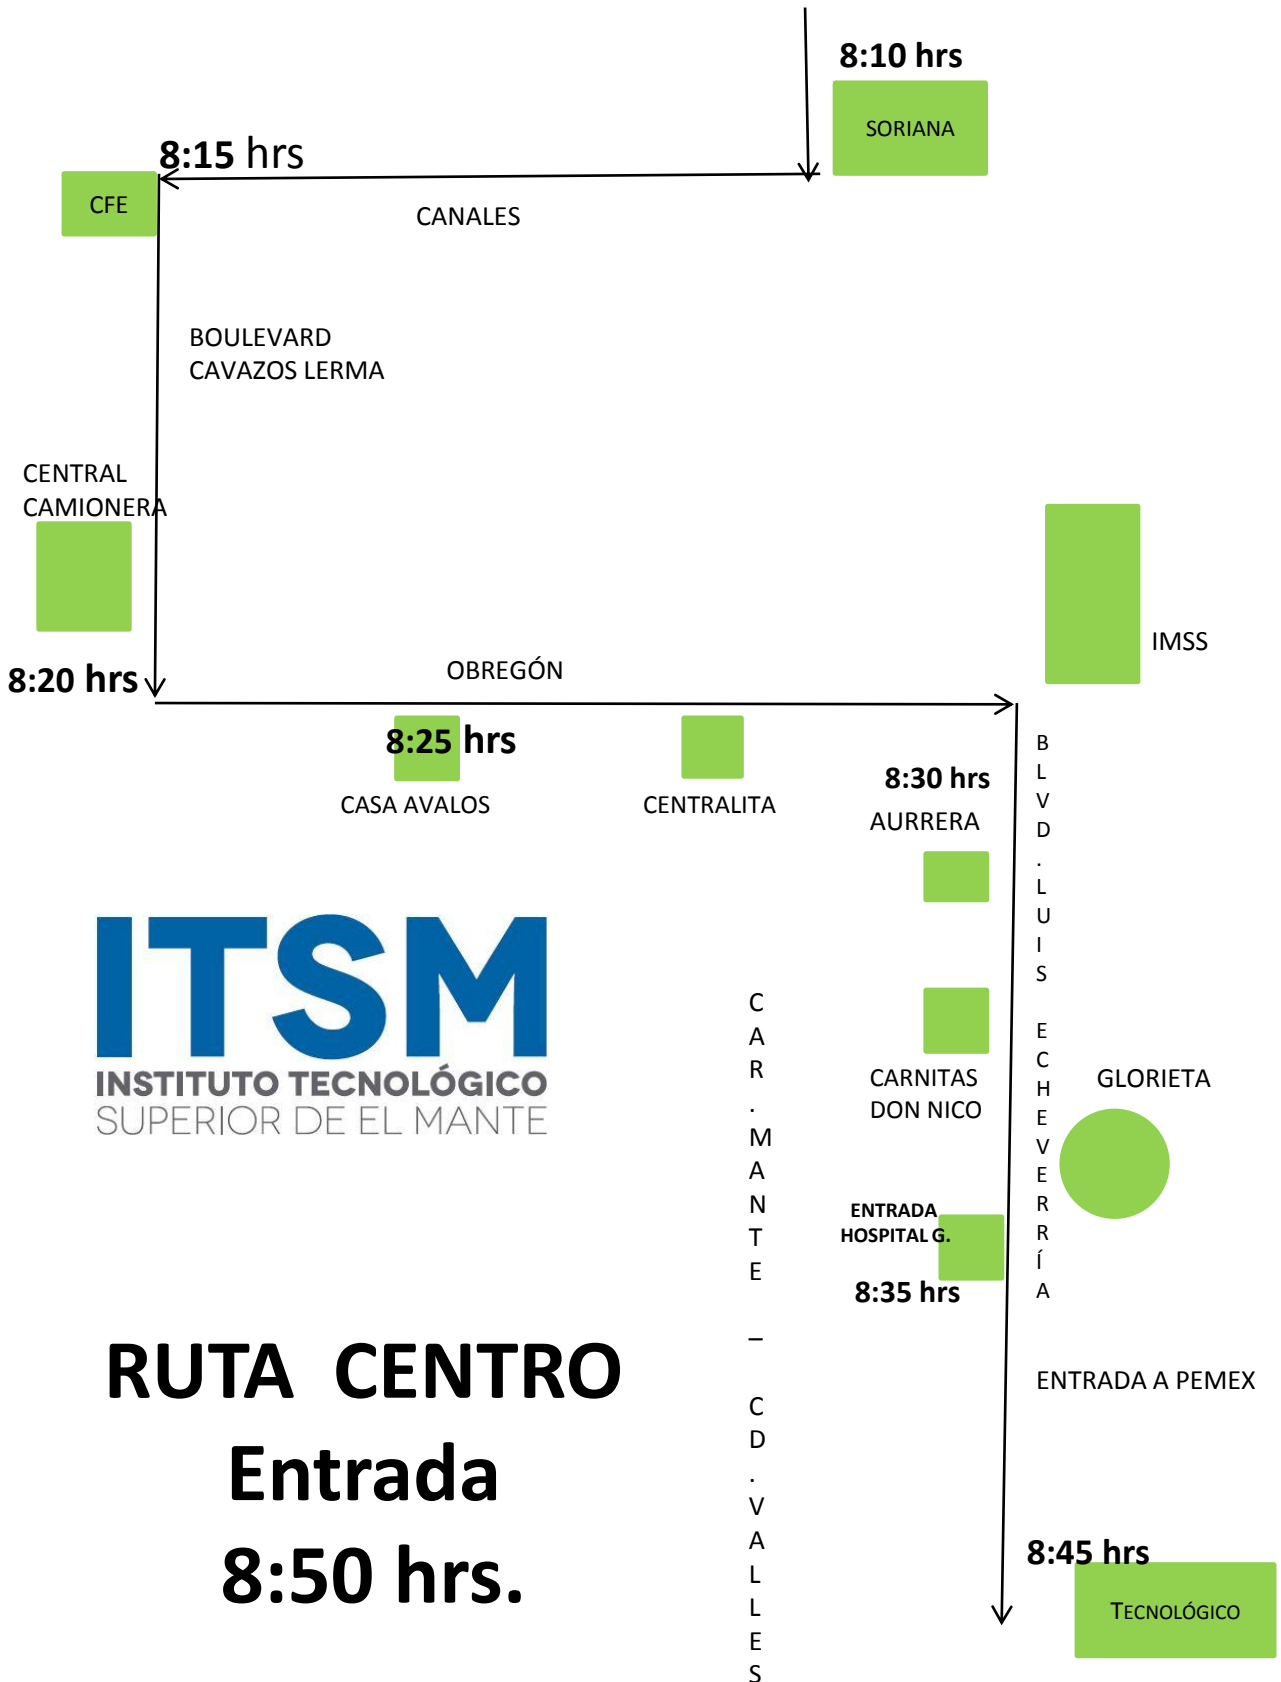 8:10 hrs
SORIANA
8:15 hrs
CFE
CANALES
BOULEVARD
CAVAZOS LERMA
CENTRAL
CAMIONERA
IMSS
8:20 hrs
OBREGÓN
8:25 hrs
CASA AVALOS
CENTRALITA
8:30 hrs
AURRERA
BLVD.LUIS ECHEVERRÍA
ITSM
INSTITUTO TECNOLÓGICO
SUPERIOR DE EL MANTE
CAR.MANTE – CD.VALLES
CARNITAS
DON NICO
GLORIETA
ENTRADA
HOSPITAL G.
8:35 hrs
RUTA CENTRO
Entrada
8:50 hrs.
ENTRADA A PEMEX
8:45 hrs
TECNOLÓGICO